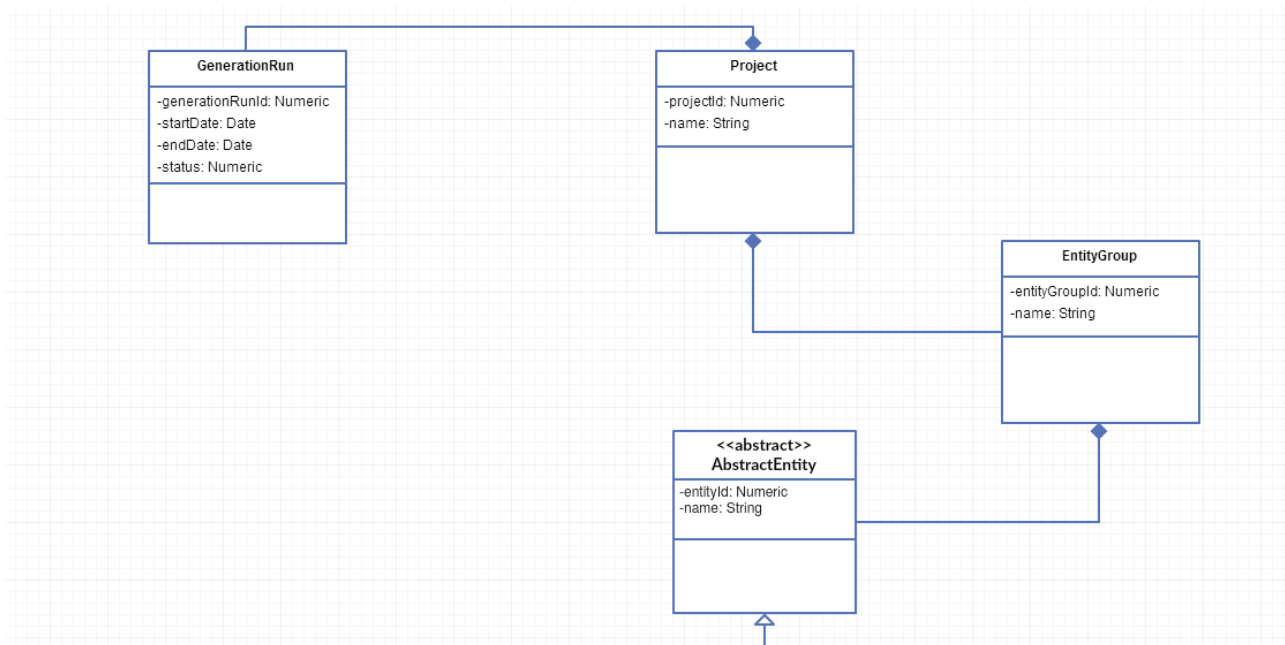 GenerationRun
-generationRunId: Numeric
-startDate: Date
-endDate: Date
-status: Numeric
Project
-projectId: Numeric
-name: String
EntityGroup
-entityGroupId: Numeric
-name: String
<<abstract>>
AbstractEntity
-entityId: Numeric
-name: String